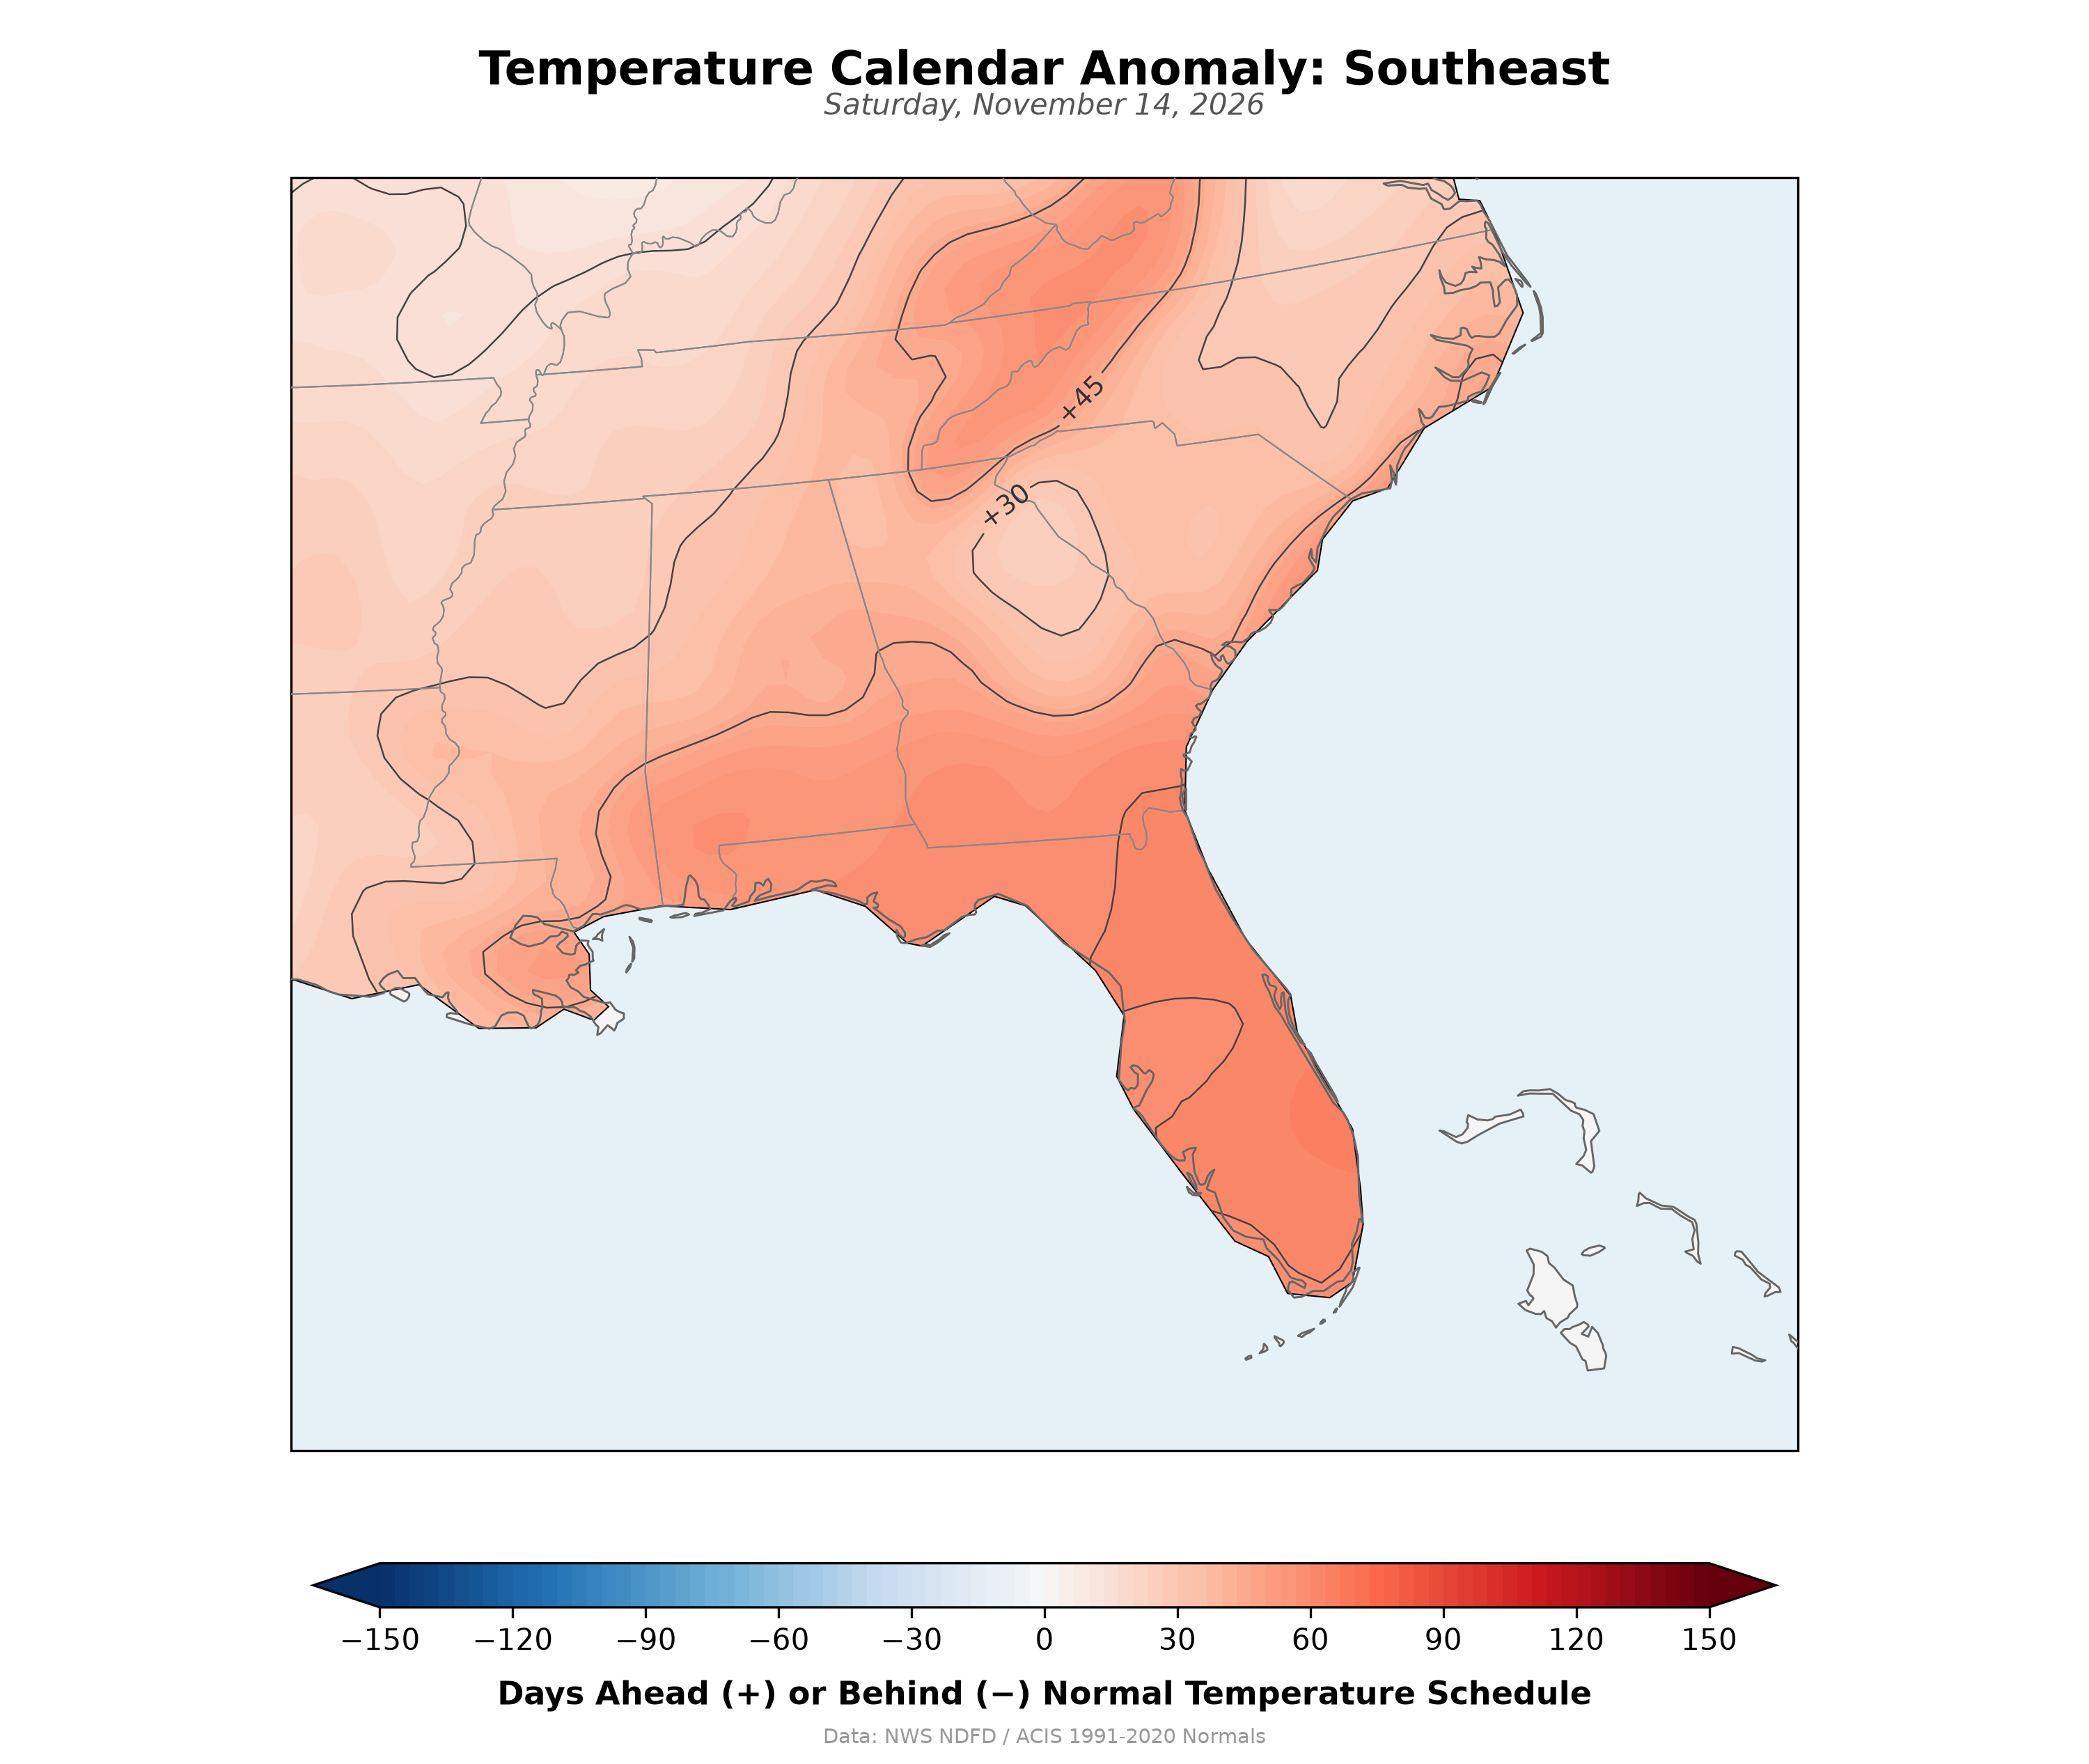 Temperature Calendar Anomaly: Southeast
Saturday, November 14, 2026
+45
+30
−150 −120 −90 −60 −30 0 30 60 90 120 150
Days Ahead (+) or Behind (−) Normal Temperature Schedule
Data: NWS NDFD / ACIS 1991-2020 Normals